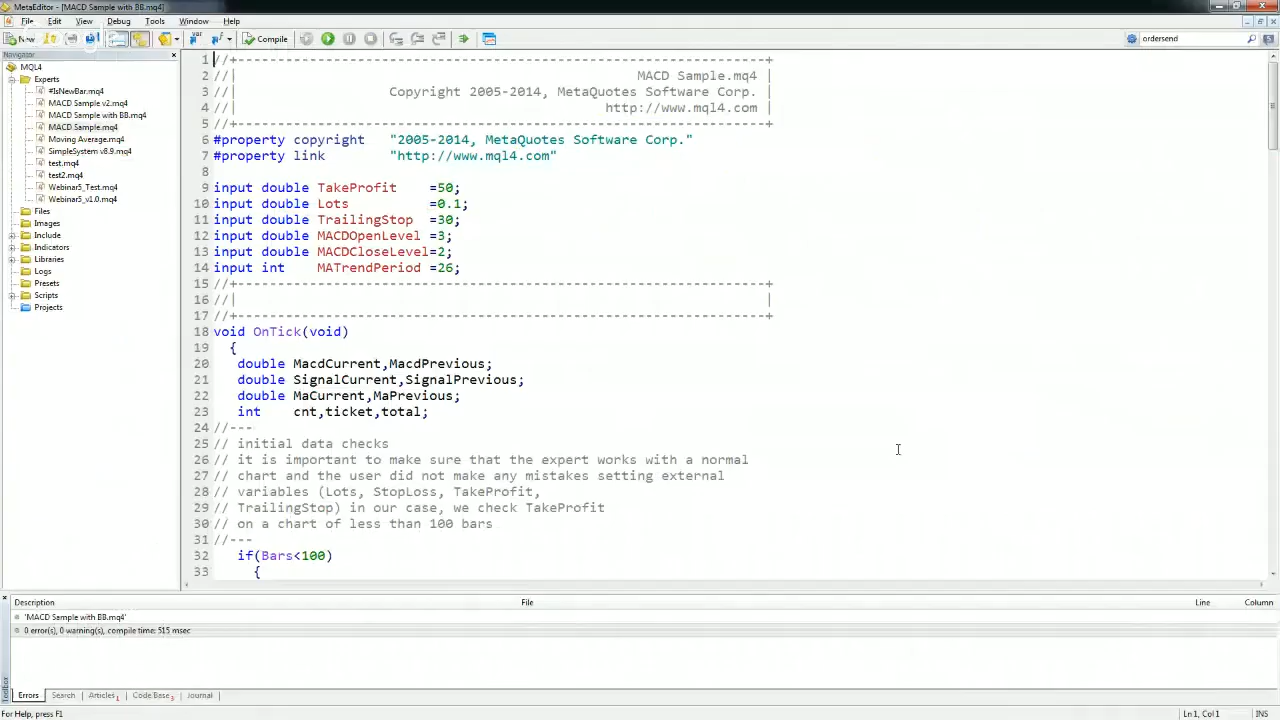 MetaEditor - [MACD Sample with BB.mq4]
File Edit View Debug Tools Window Help
New Compile ordersend
Navigator
MQL4
Experts
#IsNewBar.mq4
MACD Sample v2.mq4
MACD Sample with BB.mq4
MACD Sample.mq4
Moving Average.mq4
SimpleSystem v8.9.mq4
test.mq4
test2.mq4
Webinar5_Test.mq4
Webinar5_v1.0.mq4
Files
Images
Include
Indicators
Libraries
Logs
Presets
Scripts
Projects
1 //+------------------------------------------------------------------+
2 //| MACD Sample.mq4 |
3 //| Copyright 2005-2014, MetaQuotes Software Corp. |
4 //| http://www.mql4.com |
5 //+------------------------------------------------------------------+
6 #property copyright "2005-2014, MetaQuotes Software Corp."
7 #property link "http://www.mql4.com"
8
9 input double TakeProfit =50;
10 input double Lots =0.1;
11 input double TrailingStop =30;
12 input double MACDOpenLevel =3;
13 input double MACDCloseLevel=2;
14 input int MATrendPeriod =26;
15 //+------------------------------------------------------------------+
16 //| |
17 //+------------------------------------------------------------------+
18 void OnTick(void)
19 {
20 double MacdCurrent,MacdPrevious;
21 double SignalCurrent,SignalPrevious;
22 double MaCurrent,MaPrevious;
23 int cnt,ticket,total;
24 //---
25 // initial data checks
26 // it is important to make sure that the expert works with a normal
27 // chart and the user did not make any mistakes setting external
28 // variables (Lots, StopLoss, TakeProfit,
29 // TrailingStop) in our case, we check TakeProfit
30 // on a chart of less than 100 bars
31 //---
32 if(Bars<100)
33 {
Description File Line Column
'MACD Sample with BB.mq4'
0 error(s), 0 warning(s), compile time: 515 msec
Toolbox
Errors Search Articles 1 Code Base 3 Journal
For Help, press F1 Ln 1, Col 1 INS